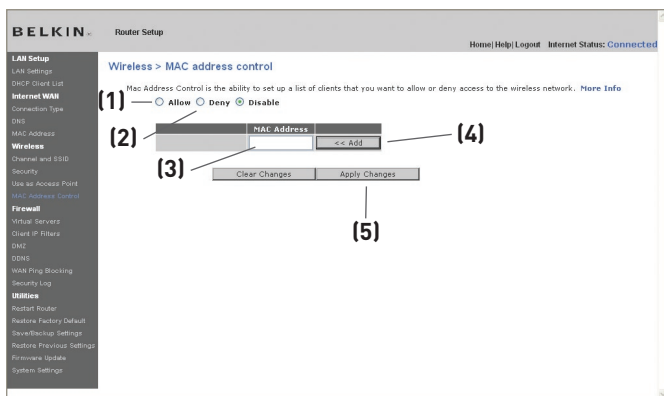 BELKIN®
Router Setup
Home| Help| Logout Internet Status: Connected
LAN Setup
LAN Settings
DHCP Client List
Internet WAN
Connection Type
DNS
MAC Address
Wireless
Channel and SSID
Security
Use as Access Point
MAC Address Control
Firewall
Virtual Servers
Client IP Filters
DMZ
DDNS
WAN Ping Blocking
Security Log
Utilities
Restart Router
Restore Factory Default
Save/Backup Settings
Restore Previous Settings
Firmware Update
System Settings
Wireless > MAC address control
Mac Address Control is the ability to set up a list of clients that you want to allow or deny access to the wireless network. More Info
(1) Allow Deny Disable
(2)
MAC Address
(3)
<< Add
(4)
Clear Changes Apply Changes
(5)